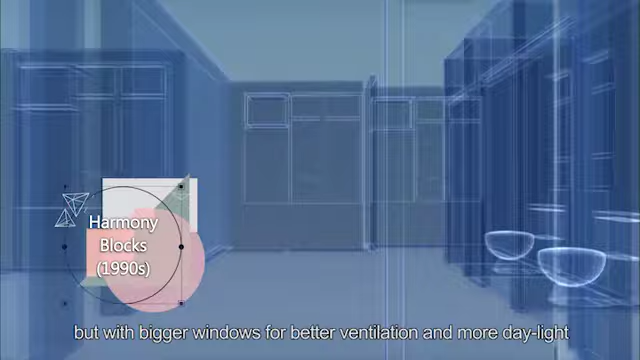 Harmony
Blocks
(1990s)
but with bigger windows for better ventilation and more day-light